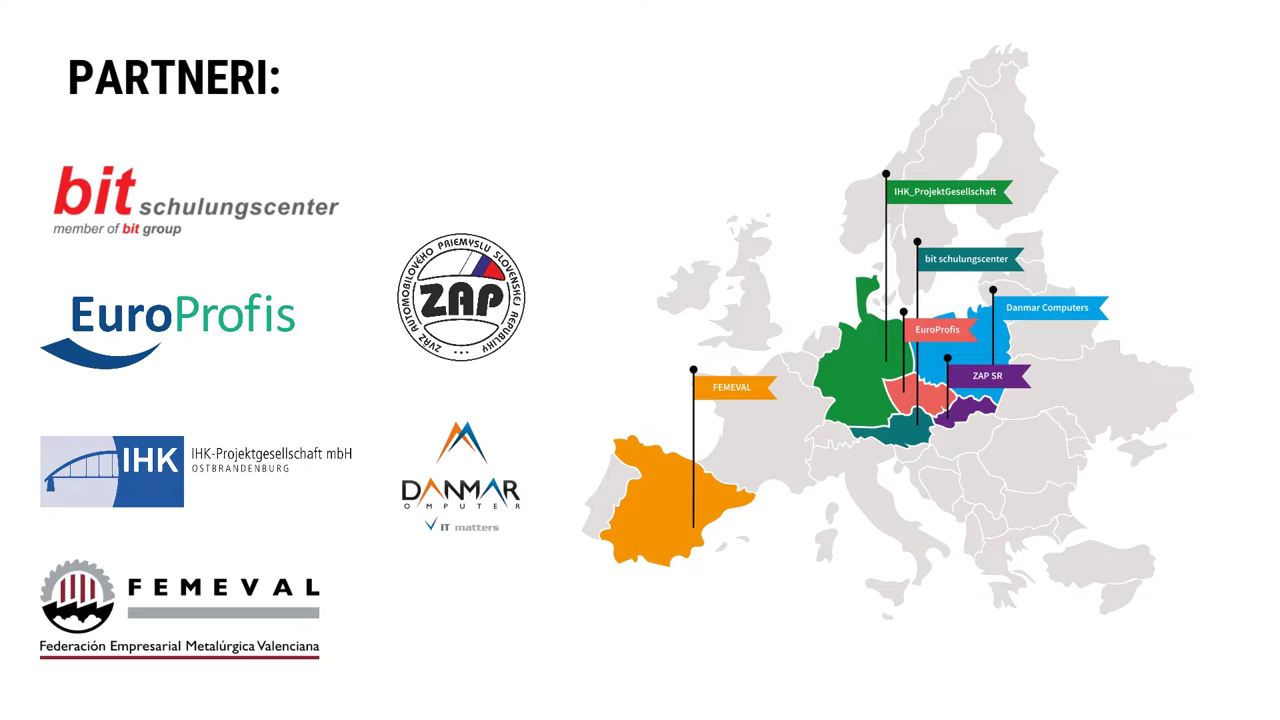 PARTNERI:
bit schulungscenter
member of bit group
EuroProfis
ZVÄZ AUTOMOBILOVÉHO PRIEMYSLU SLOVENSKEJ REPUBLIKY
ZAP
IHK
IHK-Projektgesellschaft mbH
OSTBRANDENBURG
DANMAR
OMPUTER
IT matters
FEMEVAL
Federación Empresarial Metalúrgica Valenciana
IHK_ProjektGesellschaft
bit schulungscenter
Danmar Computers
EuroProfis
ZAP SR
FEMEVAL